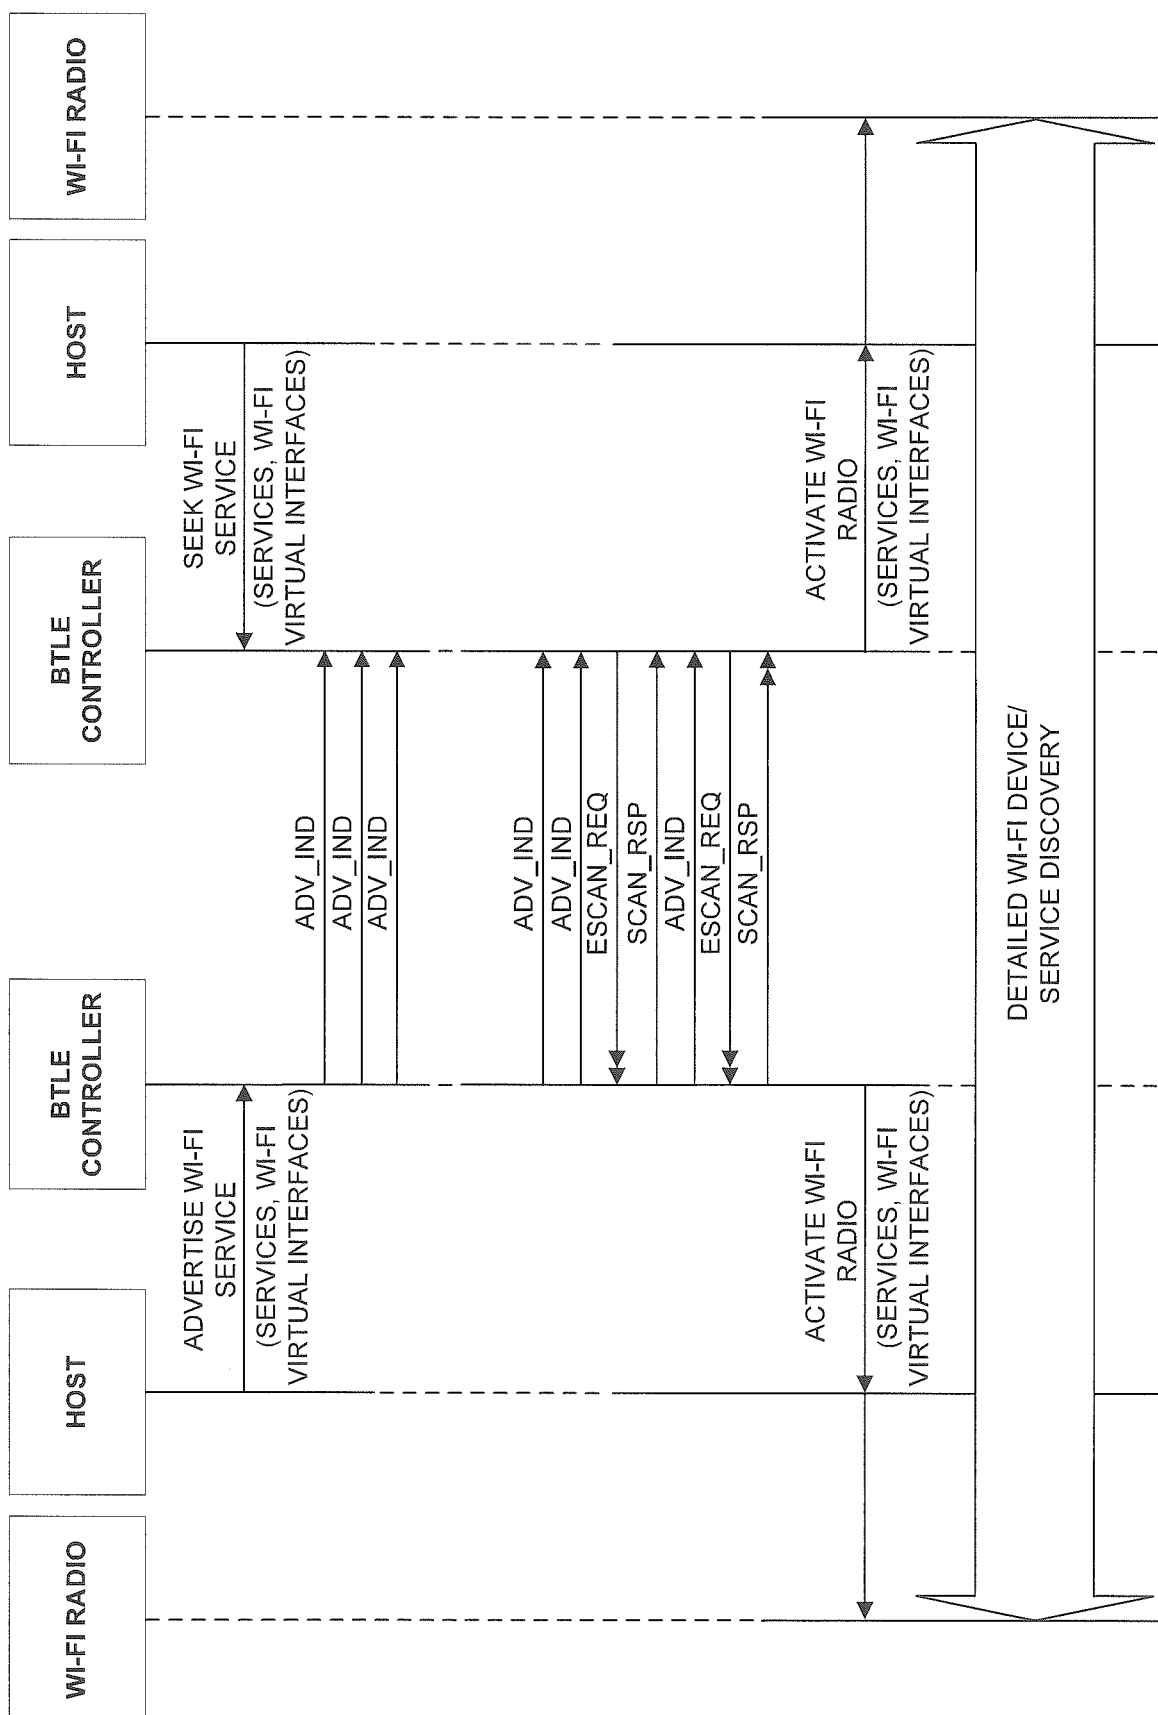 WI-FI RADIO
HOST
BTLE
CONTROLLER
BTLE
CONTROLLER
HOST
WI-FI RADIO
ADVERTISE WI-FI
SERVICE
(SERVICES, WI-FI
VIRTUAL INTERFACES)
SEEK WI-FI
SERVICE
(SERVICES, WI-FI
VIRTUAL INTERFACES)
ADV_IND
ADV_IND
ADV_IND
ADV_IND
ADV_IND
ESCAN_REQ
SCAN_RSP
ADV_IND
ESCAN_REQ
SCAN_RSP
ACTIVATE WI-FI
RADIO
(SERVICES, WI-FI
VIRTUAL INTERFACES)
ACTIVATE WI-FI
RADIO
(SERVICES, WI-FI
VIRTUAL INTERFACES)
DETAILED WI-FI DEVICE/
SERVICE DISCOVERY